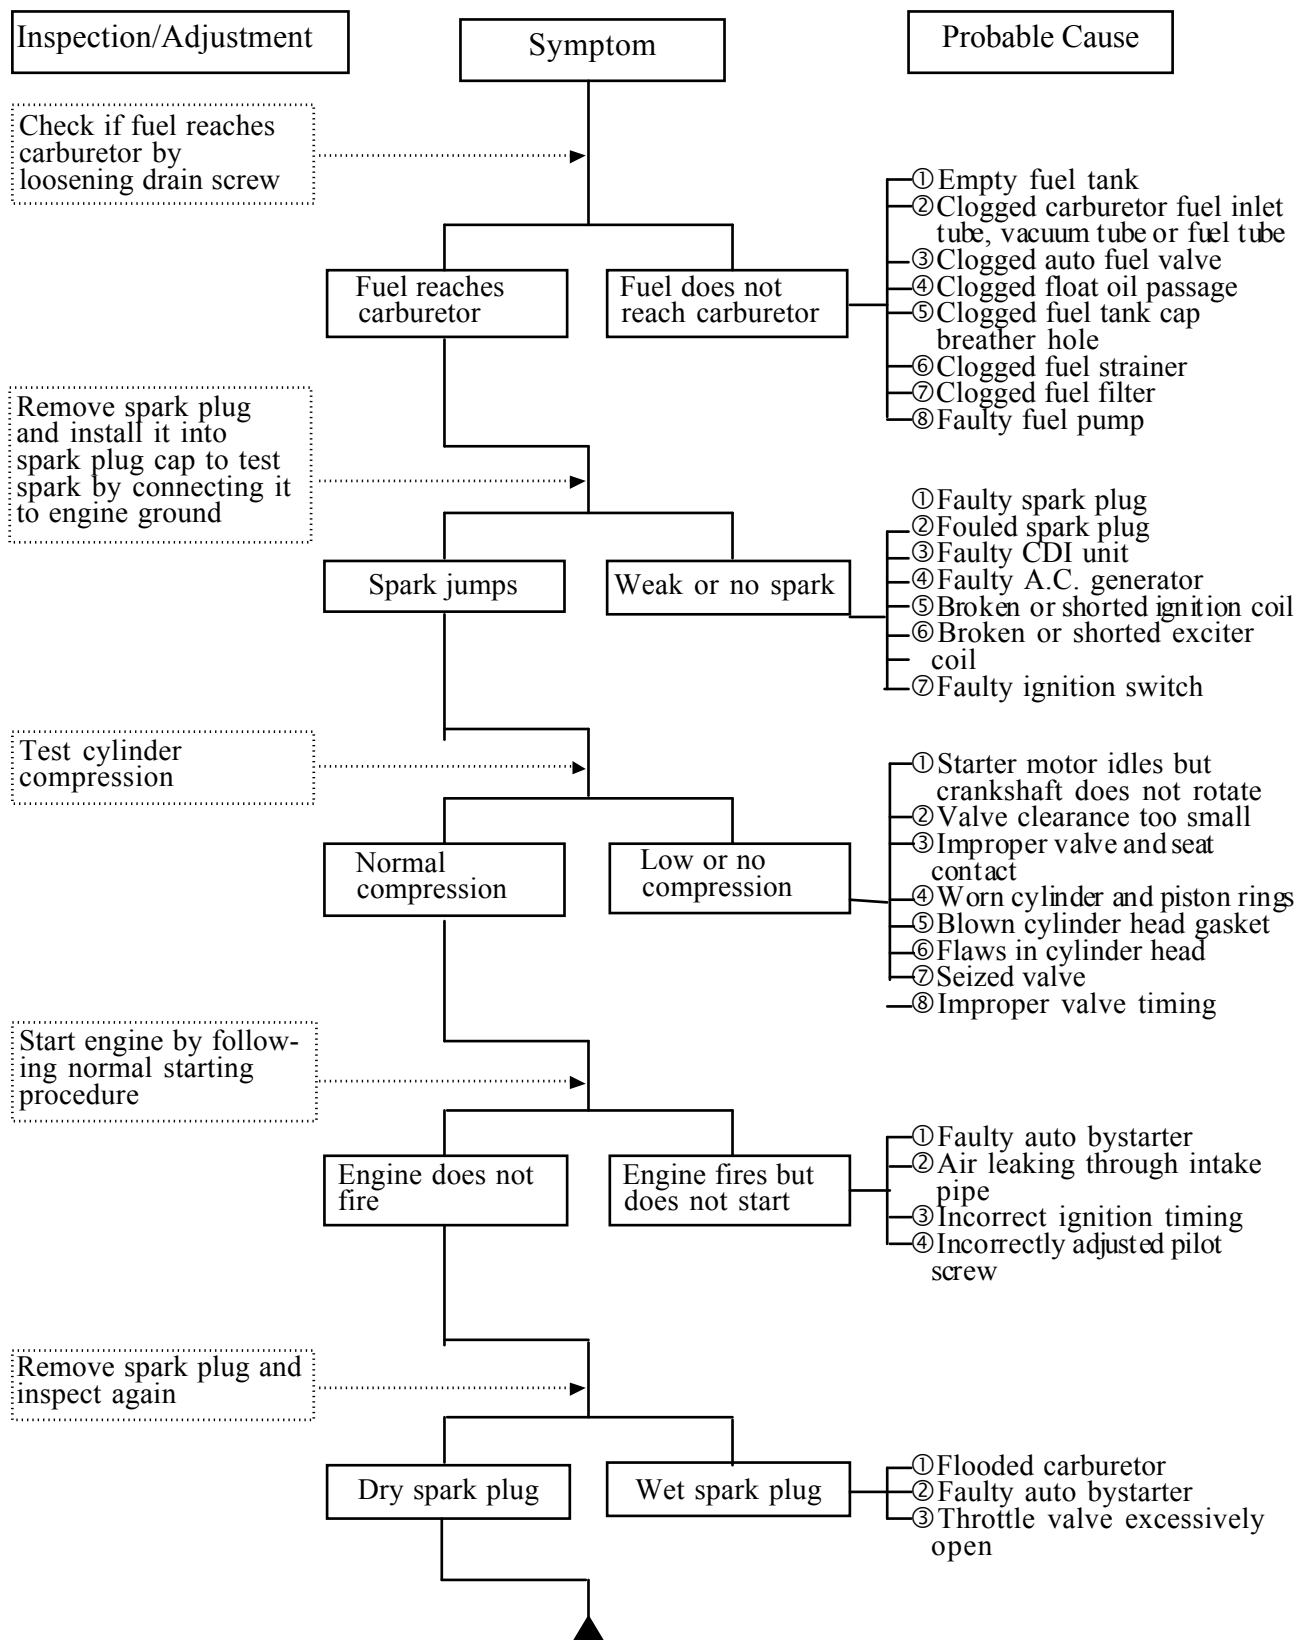 Inspection/Adjustment
Symptom
Probable Cause
Check if fuel reaches
carburetor by
loosening drain screw
Fuel reaches
carburetor
Fuel does not
reach carburetor
①Empty fuel tank
②Clogged carburetor fuel inlet
tube, vacuum tube or fuel tube
③Clogged auto fuel valve
④Clogged float oil passage
⑤Clogged fuel tank cap
breather hole
⑥Clogged fuel strainer
⑦Clogged fuel filter
⑧Faulty fuel pump
Remove spark plug
and install it into
spark plug cap to test
spark by connecting it
to engine ground
Spark jumps
Weak or no spark
①Faulty spark plug
②Fouled spark plug
③Faulty CDI unit
④Faulty A.C. generator
⑤Broken or shorted ignition coil
⑥Broken or shorted exciter
coil
⑦Faulty ignition switch
Test cylinder
compression
Normal
compression
Low or no
compression
①Starter motor idles but
crankshaft does not rotate
②Valve clearance too small
③Improper valve and seat
contact
④Worn cylinder and piston rings
⑤Blown cylinder head gasket
⑥Flaws in cylinder head
⑦Seized valve
⑧Improper valve timing
Start engine by follow-
ing normal starting
procedure
Engine does not
fire
Engine fires but
does not start
①Faulty auto bystarter
②Air leaking through intake
pipe
③Incorrect ignition timing
④Incorrectly adjusted pilot
screw
Remove spark plug and
inspect again
Dry spark plug
Wet spark plug
①Flooded carburetor
②Faulty auto bystarter
③Throttle valve excessively
open